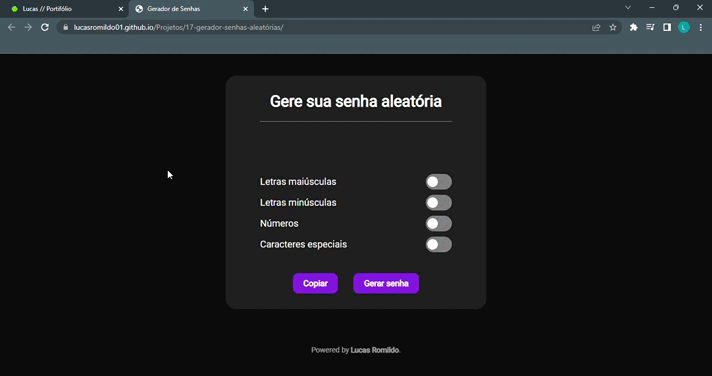 Lucas // Portifólio
Gerador de Senhas
lucasromildo01.github.io/Projetos/17-gerador-senhas-aleatórias/
L
Gere sua senha aleatória
Letras maiúsculas
Letras minúsculas
Números
Caracteres especiais
Copiar
Gerar senha
Powered by Lucas Romildo.